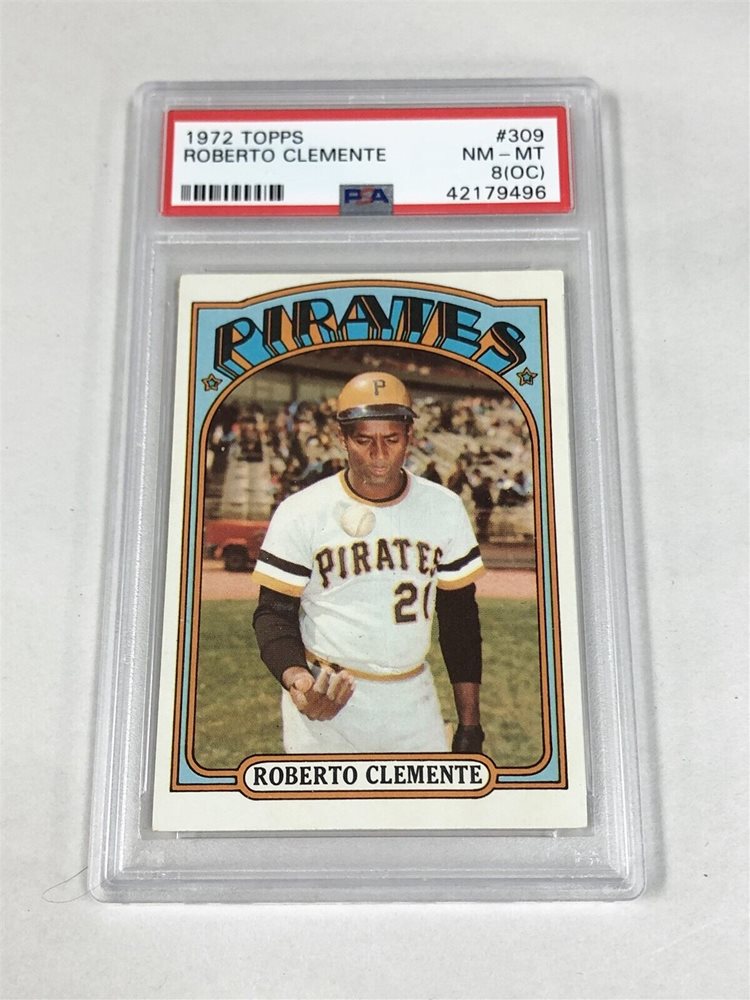 1972 TOPPS #309
ROBERTO CLEMENTE NM-MT
8(OC)
PSA 42179496
PIRATES
P
PIRATES
21
ROBERTO CLEMENTE